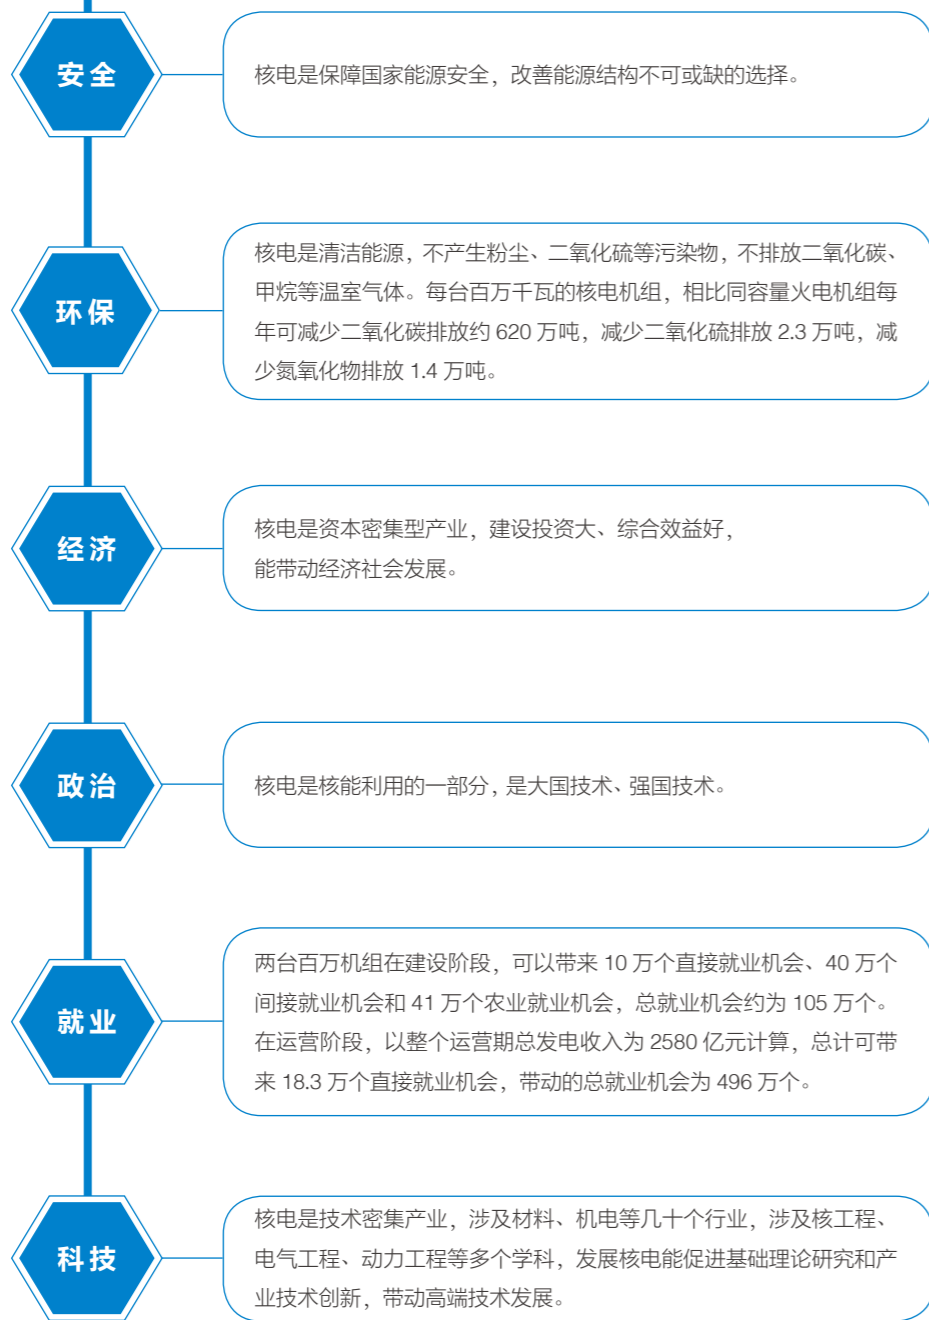 安全
核电是保障国家能源安全，改善能源结构不可或缺的选择。
环保
核电是清洁能源，不产生粉尘、二氧化硫等污染物，不排放二氧化碳、
甲烷等温室气体。每台百万千瓦的核电机组，相比同容量火电机组每
年可减少二氧化碳排放约 620 万吨，减少二氧化硫排放 2.3 万吨，减
少氮氧化物排放 1.4 万吨。
经济
核电是资本密集型产业，建设投资大、综合效益好，
能带动经济社会发展。
政治
核电是核能利用的一部分，是大国技术、强国技术。
就业
两台百万机组在建设阶段，可以带来 10 万个直接就业机会、40 万个
间接就业机会和 41 万个农业就业机会，总就业机会约为 105 万个。
在运营阶段，以整个运营期总发电收入为 2580 亿元计算，总计可带
来 18.3 万个直接就业机会，带动的总就业机会为 496 万个。
科技
核电是技术密集产业，涉及材料、机电等几十个行业，涉及核工程、
电气工程、动力工程等多个学科，发展核电能促进基础理论研究和产
业技术创新，带动高端技术发展。